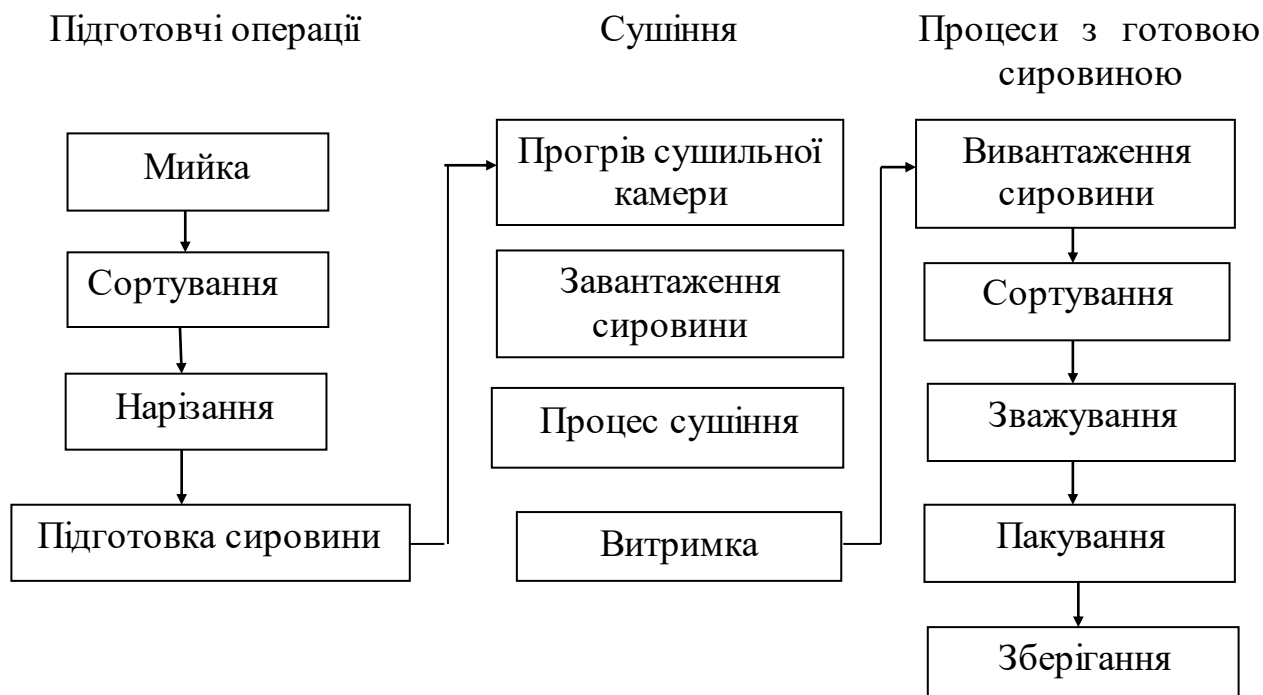 Підготовчі операції
Мийка
Сортування
Нарізання
Підготовка сировини
Сушіння
Прогрів сушильної
камери
Завантаження
сировини
Процес сушіння
Витримка
Процеси з готовою
сировиною
Вивантаження
сировини
Сортування
Зважування
Пакування
Зберігання